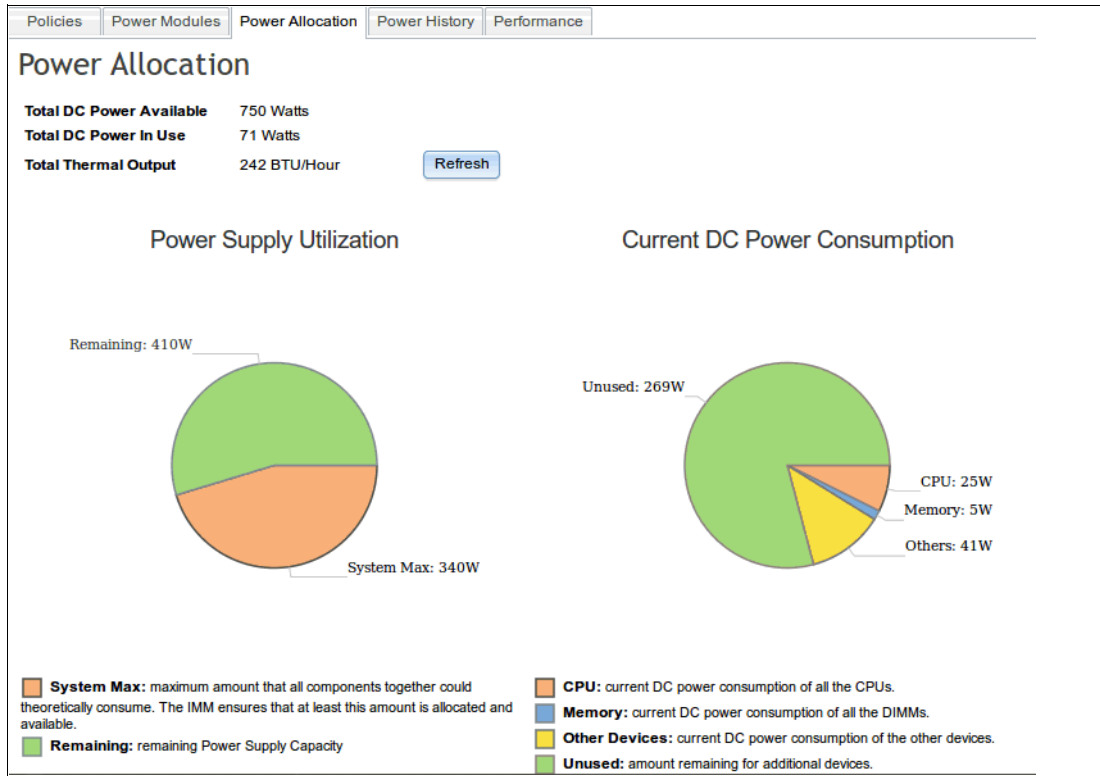 Policies Power Modules Power Allocation Power History Performance
Power Allocation
Total DC Power Available 750 Watts
Total DC Power In Use 71 Watts
Total Thermal Output 242 BTU/Hour Refresh
Power Supply Utilization
Remaining: 410W
System Max: 340W
Current DC Power Consumption
Unused: 269W
CPU: 25W
Memory: 5W
Others: 41W
System Max: maximum amount that all components together could
theoretically consume. The IMM ensures that at least this amount is allocated and
available.
Remaining: remaining Power Supply Capacity
CPU: current DC power consumption of all the CPUs.
Memory: current DC power consumption of all the DIMMs.
Other Devices: current DC power consumption of the other devices.
Unused: amount remaining for additional devices.